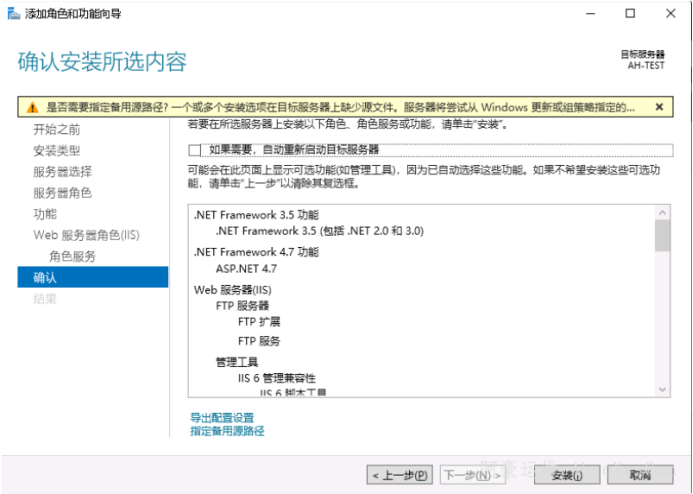 添加角色和功能向导
确认安装所选内容
目标服务器
AH-TEST
是否需要指定备用源路径? 一个或多个安装选项在目标服务器上缺少源文件。服务器将尝试从 Windows 更新或组策略指定的...
开始之前
安装类型
服务器选择
服务器角色
功能
Web 服务器角色(IIS)
角色服务
确认
结果
若要在所选服务器上安装以下角色、角色服务或功能，请单击"安装"。
如果需要，自动重新启动目标服务器
可能会在此页面上显示可选功能(如管理工具)，因为已自动选择这些功能。如果不希望安装这些可选功
能，请单击"上一步"以清除其复选框。
.NET Framework 3.5 功能
.NET Framework 3.5 (包括 .NET 2.0 和 3.0)
.NET Framework 4.7 功能
ASP.NET 4.7
Web 服务器(IIS)
FTP 服务器
FTP 扩展
FTP 服务
管理工具
IIS 6 管理兼容性
IIS 6 脚本工具
导出配置设置
指定备用源路径
< 上一步(P)
下一步(N) >
安装(I)
取消